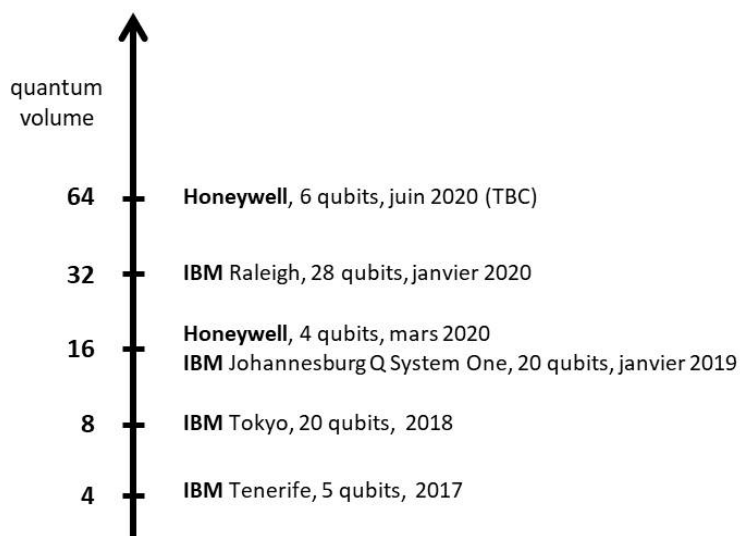 quantum
volume
64 Honeywell, 6 qubits, juin 2020 (TBC)
32 IBM Raleigh, 28 qubits, janvier 2020
Honeywell, 4 qubits, mars 2020
16 IBM Johannesburg Q System One, 20 qubits, janvier 2019
8 IBM Tokyo, 20 qubits, 2018
4 IBM Tenerife, 5 qubits, 2017